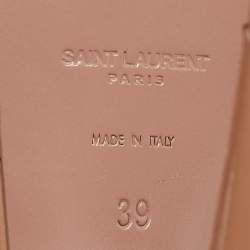 SAINT LAURENT
PARIS
MADE IN ITALY
39